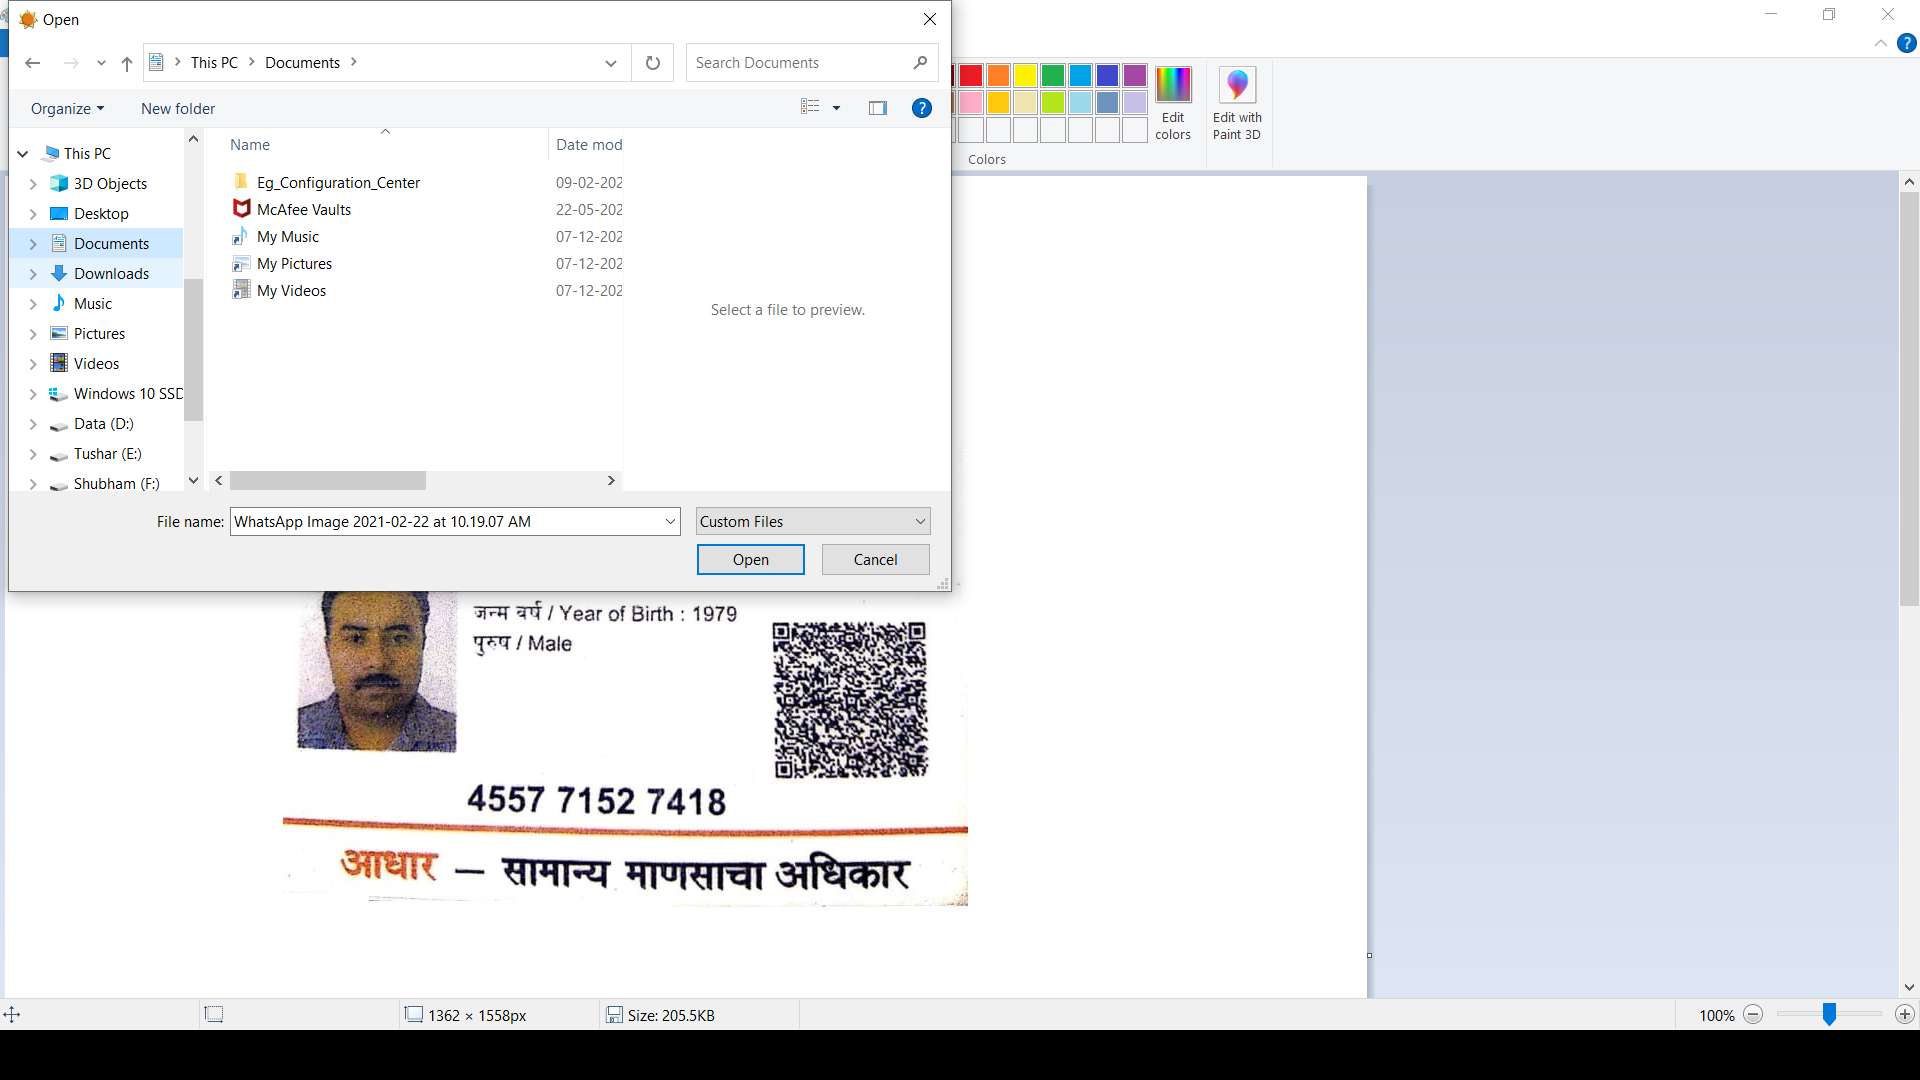 Open
This PC > Documents >
Search Documents
Organize
New folder
Name
Date mod
This PC
3D Objects
Desktop
Documents
Downloads
Music
Pictures
Videos
Windows 10 SSD
Data (D:)
Tushar (E:)
Shubham (F:)
Eg_Configuration_Center 09-02-202
McAfee Vaults 22-05-202
My Music 07-12-202
My Pictures 07-12-202
My Videos 07-12-202
Select a file to preview.
File name: WhatsApp Image 2021-02-22 at 10.19.07 AM
Custom Files
Open
Cancel
Edit colors
Edit with Paint 3D
Colors
जन्म वर्ष / Year of Birth : 1979
पुरुष / Male
4557 7152 7418
आधार — सामान्य माणसाचा अधिकार
1362 × 1558px
Size: 205.5KB
100%